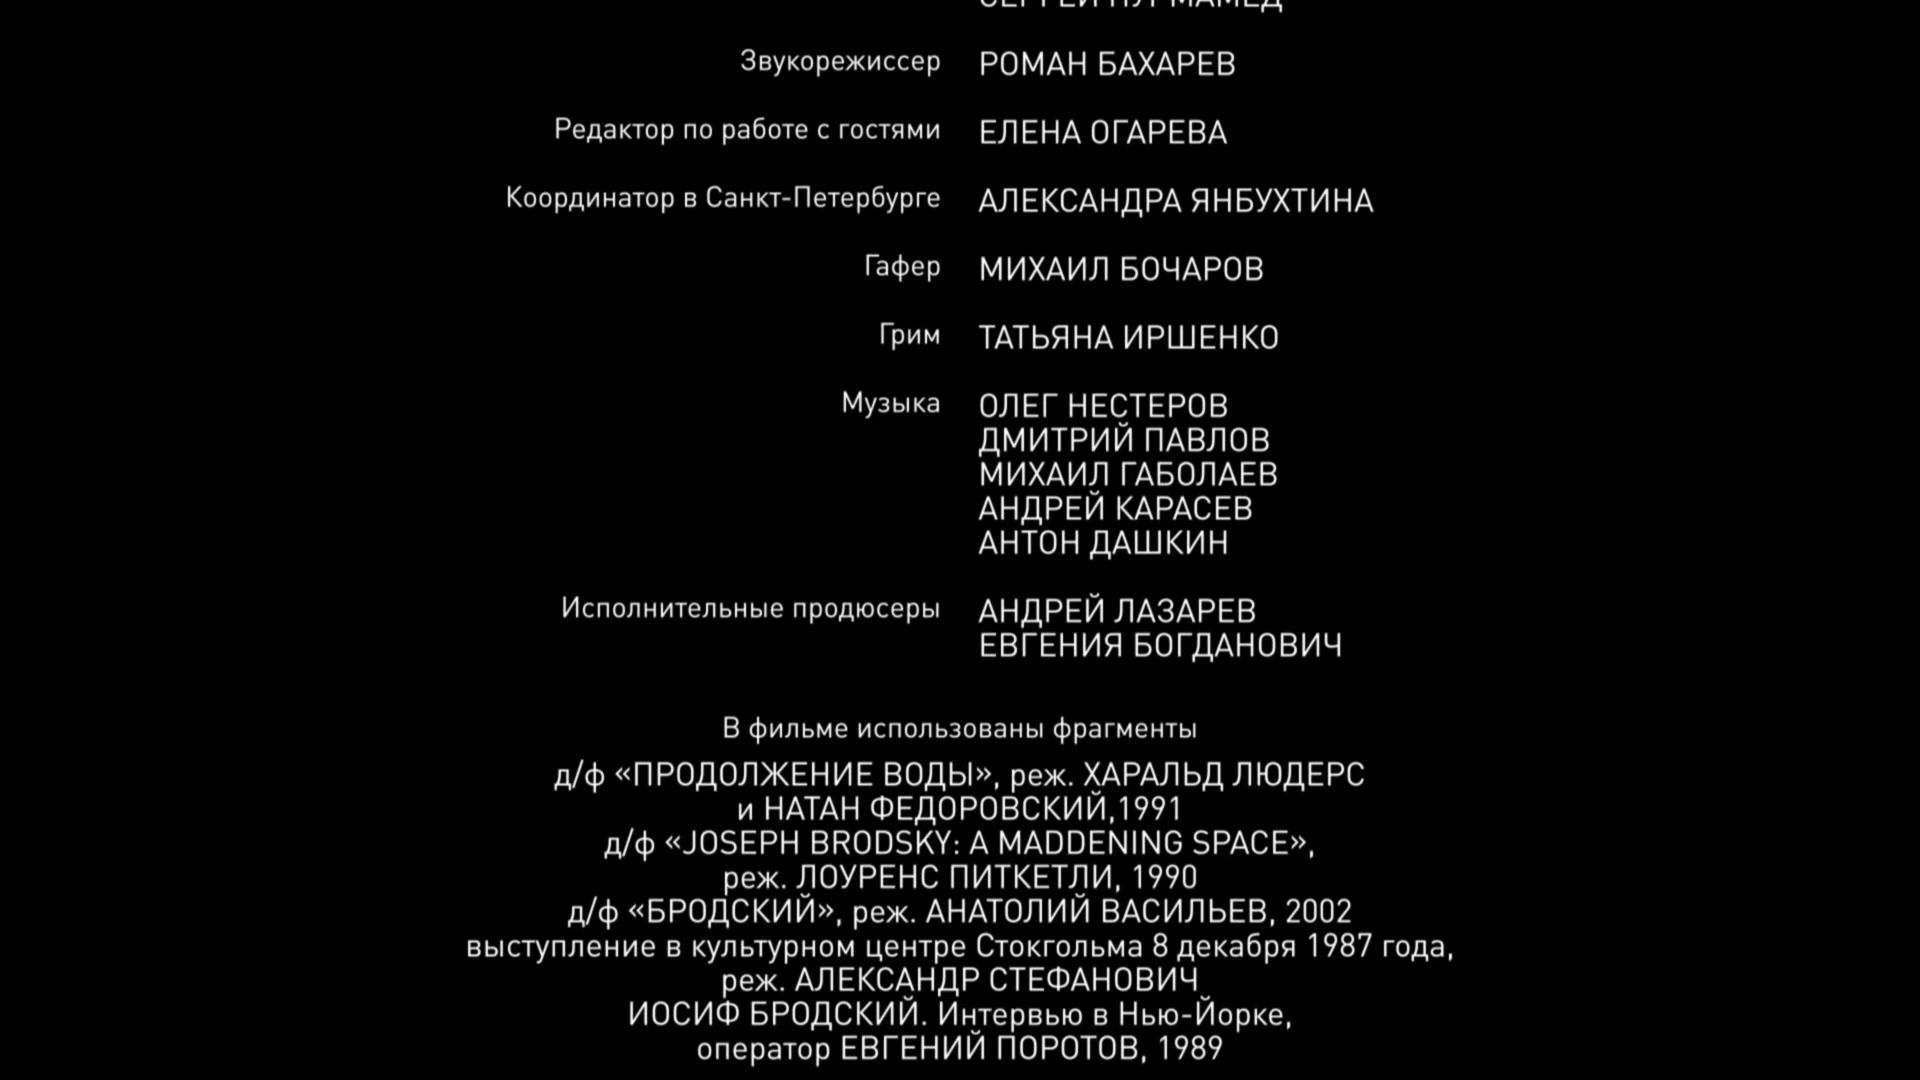 Звукорежиссер РОМАН БАХАРЕВ
Редактор по работе с гостями ЕЛЕНА ОГАРЕВА
Координатор в Санкт-Петербурге АЛЕКСАНДРА ЯНБУХТИНА
Гафер МИХАИЛ БОЧАРОВ
Грим ТАТЬЯНА ИРШЕНКО
Музыка ОЛЕГ НЕСТЕРОВ
ДМИТРИЙ ПАВЛОВ
МИХАИЛ ГАБОЛАЕВ
АНДРЕЙ КАРАСЕВ
АНТОН ДАШКИН
Исполнительные продюсеры АНДРЕЙ ЛАЗАРЕВ
ЕВГЕНИЯ БОГДАНОВИЧ
В фильме использованы фрагменты
д/ф «ПРОДОЛЖЕНИЕ ВОДЫ», реж. ХАРАЛЬД ЛЮДЕРС
и НАТАН ФЕДОРОВСКИЙ,1991
д/ф «JOSEPH BRODSKY: A MADDENING SPACE»,
реж. ЛОУРЕНС ПИТКЕТЛИ, 1990
д/ф «БРОДСКИЙ», реж. АНАТОЛИЙ ВАСИЛЬЕВ, 2002
выступление в культурном центре Стокгольма 8 декабря 1987 года,
реж. АЛЕКСАНДР СТЕФАНОВИЧ
ИОСИФ БРОДСКИЙ. Интервью в Нью-Йорке,
оператор ЕВГЕНИЙ ПОРОТОВ, 1989